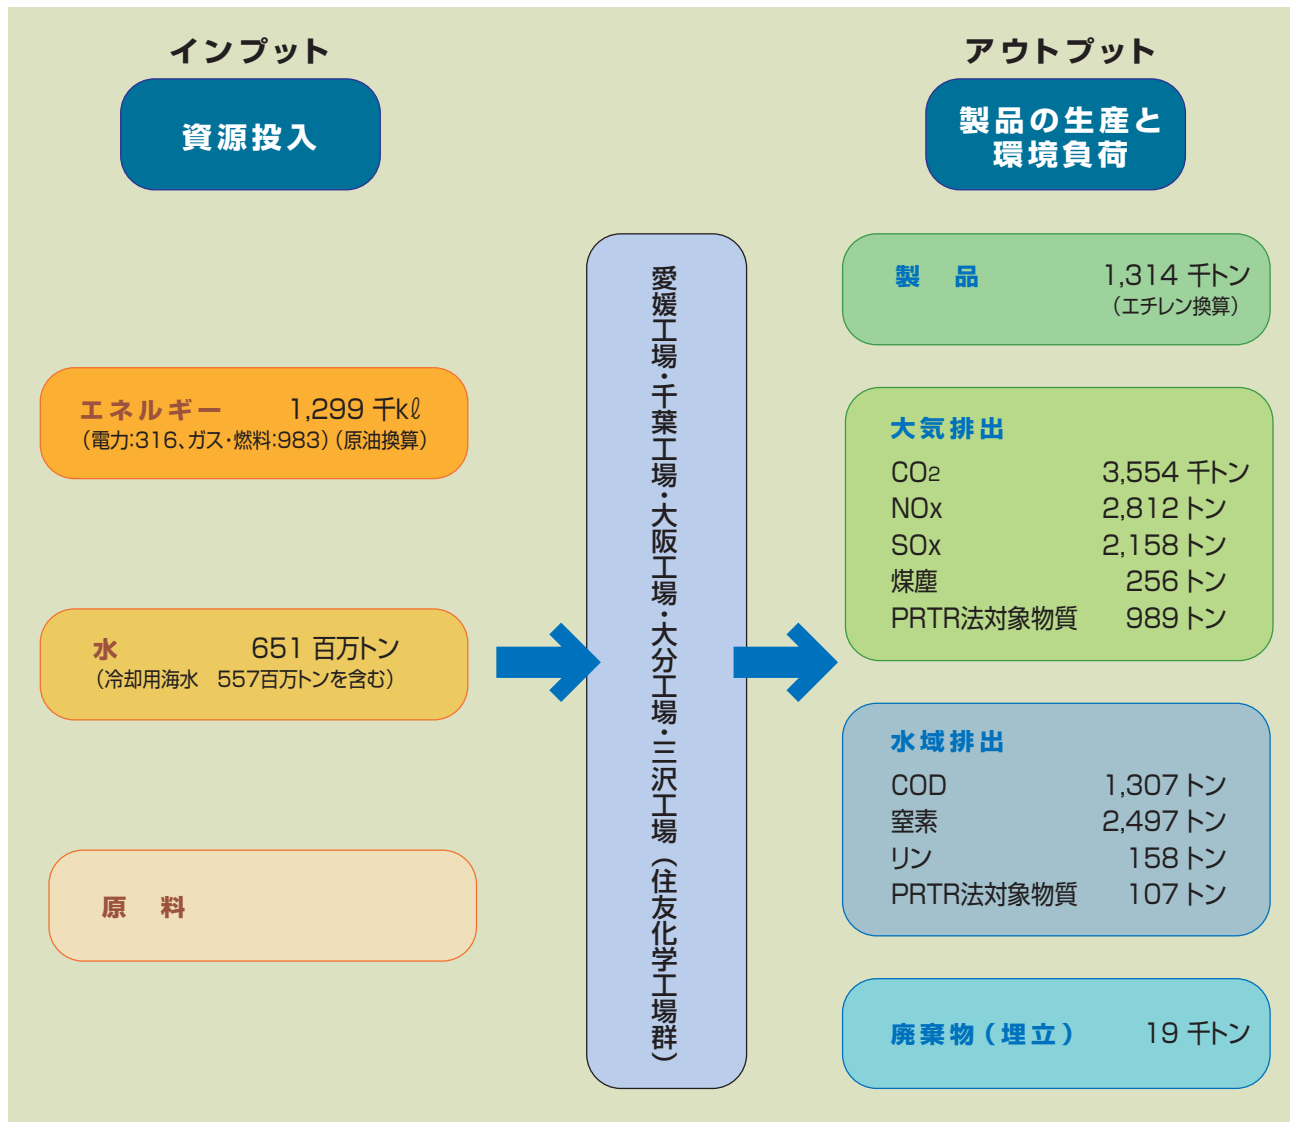 インプット
資源投入
エネルギー 1,299 千kℓ
（電力:316、ガス・燃料:983）（原油換算）
水 651 百万トン
（冷却用海水 557百万トンを含む）
原 料
愛媛工場・千葉工場・大阪工場・大分工場・三沢工場（住友化学工場群）
アウトプット
製品の生産と
環境負荷
製 品 1,314 千トン
（エチレン換算）
大気排出
CO2 3,554 千トン
NOx 2,812 トン
SOx 2,158 トン
煤塵 256 トン
PRTR法対象物質 989 トン
水域排出
COD 1,307 トン
窒素 2,497 トン
リン 158 トン
PRTR法対象物質 107 トン
廃棄物（埋立） 19 千トン